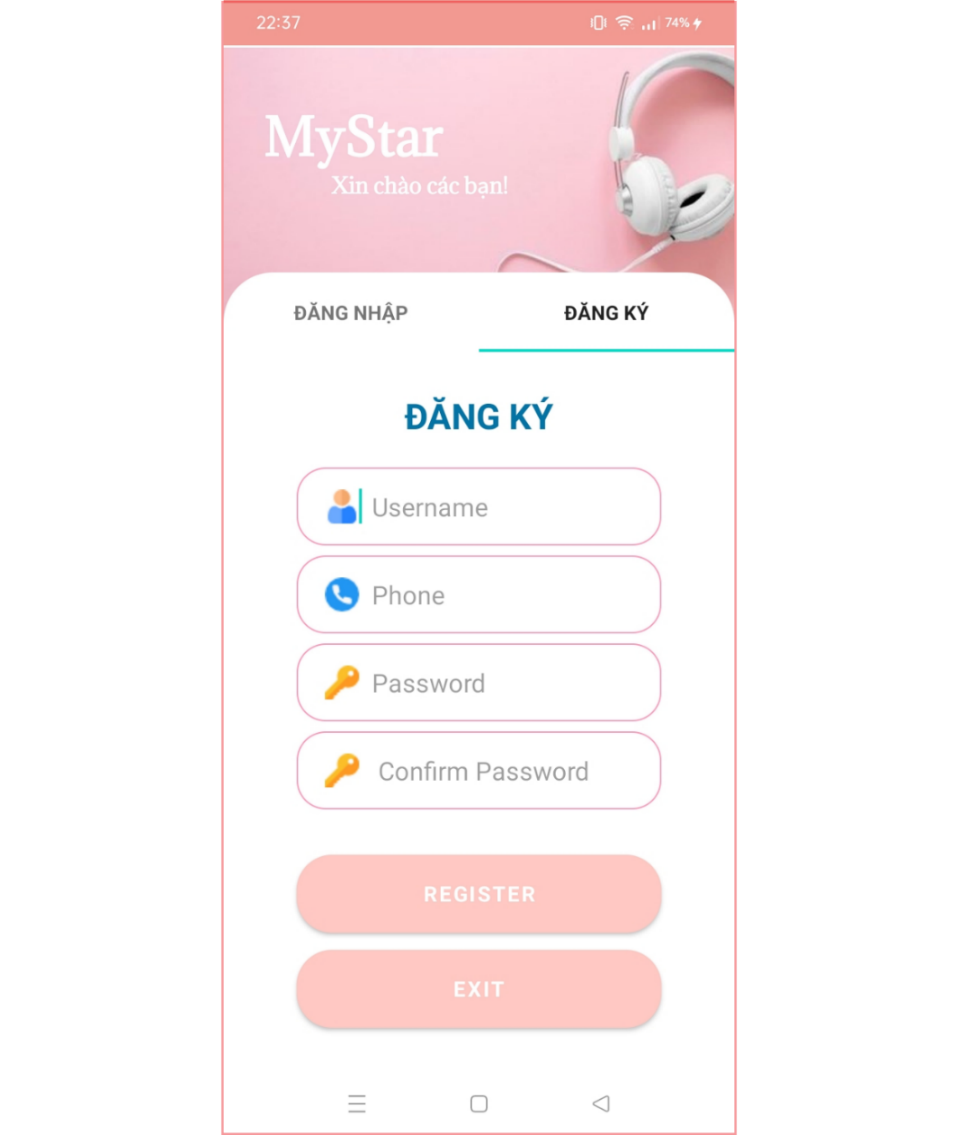 22:37
74%
MyStar
Xin chào các bạn!
ĐĂNG NHẬP
ĐĂNG KÝ
ĐĂNG KÝ
Username
Phone
Password
Confirm Password
REGISTER
EXIT